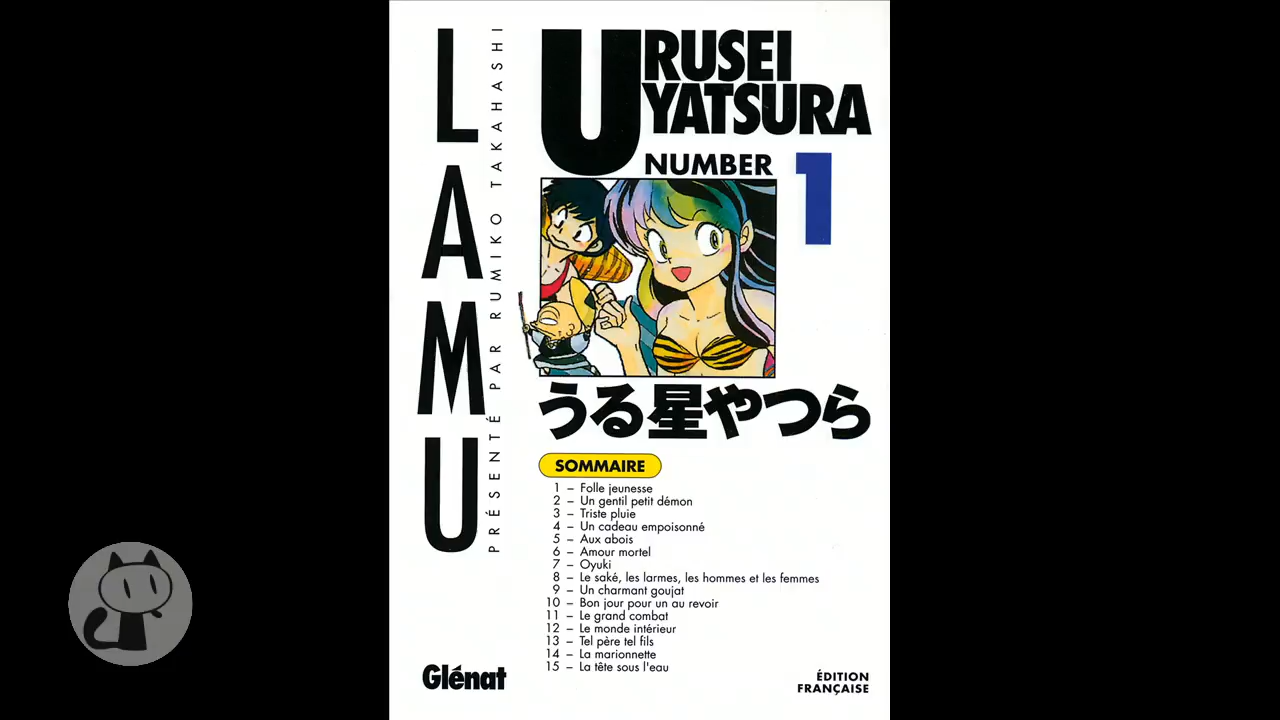 LAMU
PRÉSENTÉ PAR RUMIKO TAKAHASHI
URUSEI
YATSURA
NUMBER 1
うる星やつら
SOMMAIRE
1 – Folle jeunesse
2 – Un gentil petit démon
3 – Triste pluie
4 – Un cadeau empoisonné
5 – Aux abois
6 – Amour mortel
7 – Oyuki
8 – Le saké, les larmes, les hommes et les femmes
9 – Un charmant goujat
10 – Bon jour pour un au revoir
11 – Le grand combat
12 – Le monde intérieur
13 – Tel père tel fils
14 – La marionnette
15 – La tête sous l'eau
Glénat
ÉDITION
FRANÇAISE